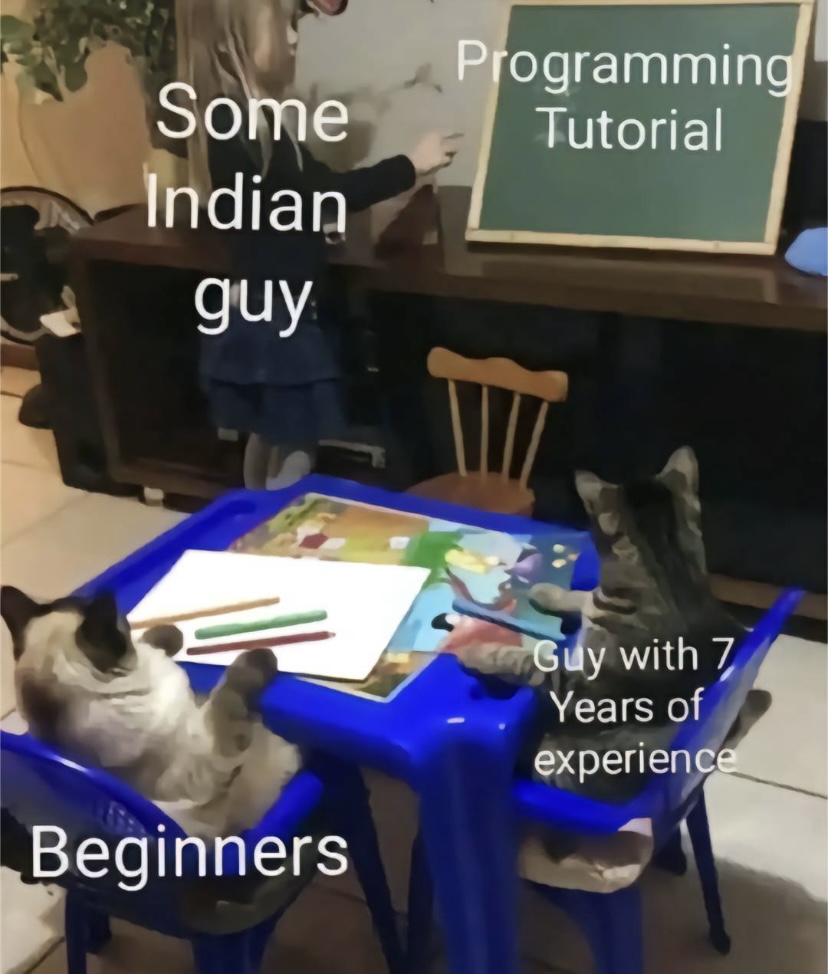 Programming
Tutorial
Some
Indian
guy
Guy with 7
Years of
experience
Beginners